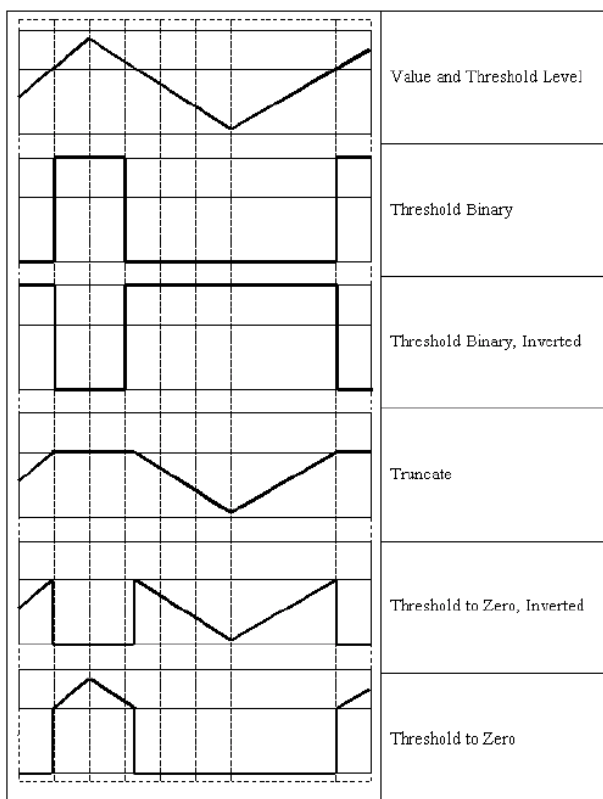 Value and Threshold Level
Threshold Binary
Threshold Binary, Inverted
Truncate
Threshold to Zero, Inverted
Threshold to Zero